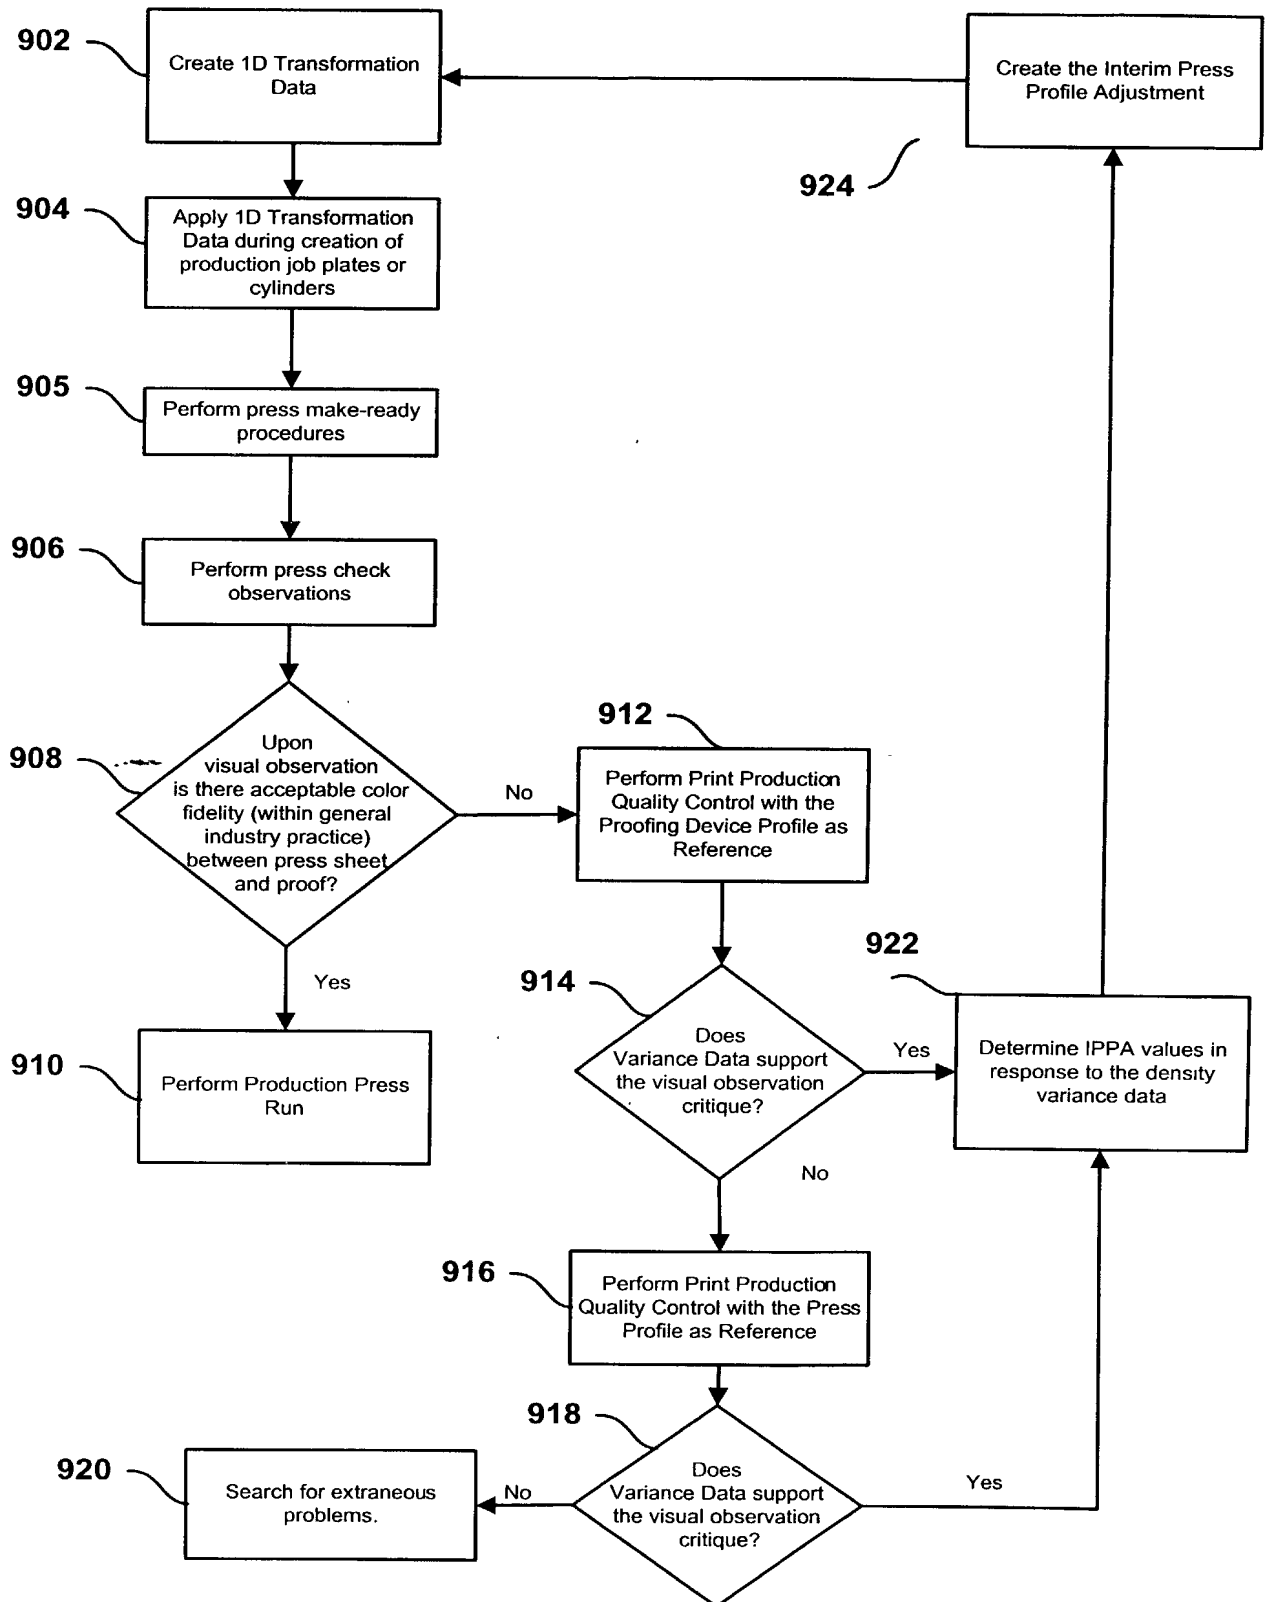 902
Create 1D Transformation
Data
Create the Interim Press
Profile Adjustment
924
904
Apply 1D Transformation
Data during creation of
production job plates or
cylinders
905
Perform press make-ready
procedures
906
Perform press check
observations
908
Upon
visual observation
is there acceptable color
fidelity (within general
industry practice)
between press sheet
and proof?
No
912
Perform Print Production
Quality Control with the
Proofing Device Profile as
Reference
Yes
910
Perform Production Press
Run
914
Does
Variance Data support
the visual observation
critique?
Yes
922
Determine IPPA values in
response to the density
variance data
No
916
Perform Print Production
Quality Control with the Press
Profile as Reference
918
Does
Variance Data support
the visual observation
critique?
Yes
No
920
Search for extraneous
problems.